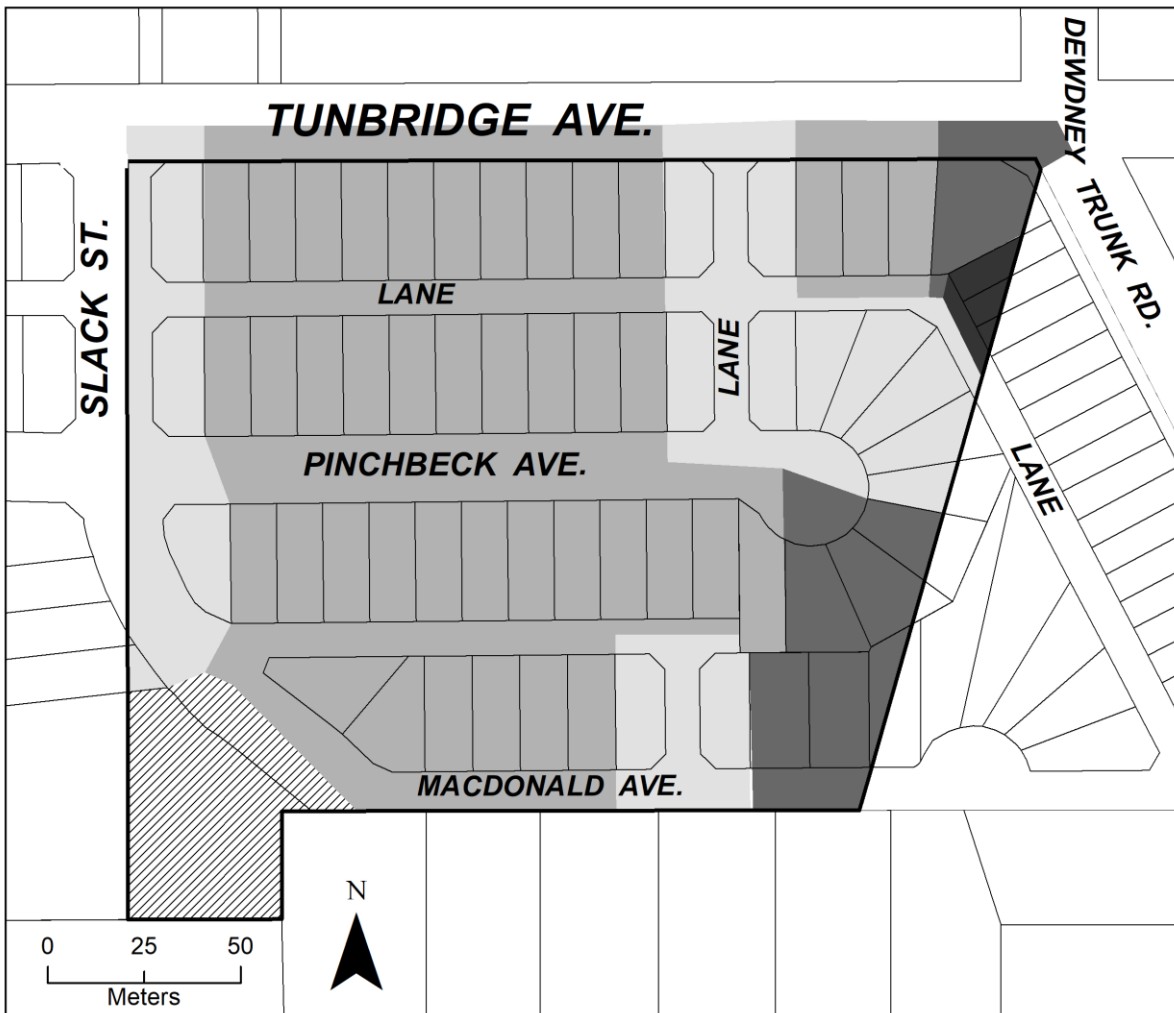 DEWDNEY TRUNK RD.
TUNBRIDGE AVE.
SLACK ST.
LANE
LANE
PINCHBECK AVE.
LANE
MACDONALD AVE.
N
0 25 50
Meters